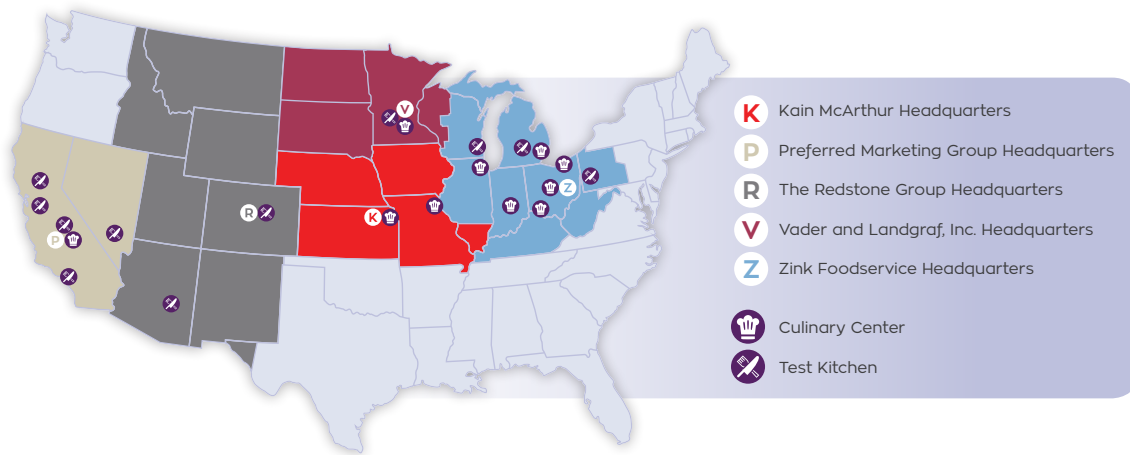 V
R
K
P
Z
K Kain McArthur Headquarters
P Preferred Marketing Group Headquarters
R The Redstone Group Headquarters
V Vader and Landgraf, Inc. Headquarters
Z Zink Foodservice Headquarters
Culinary Center
Test Kitchen